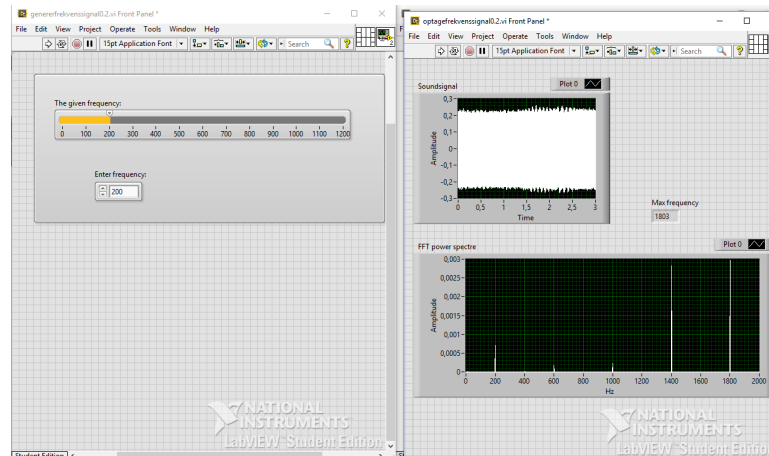 genererfrekvenssignal0.2.vi Front Panel *
File Edit View Project Operate Tools Window Help
15pt Application Font
Search
2
The given frequency:
0 100 200 300 400 500 600 700 800 900 1000 1100 1200
Enter frequency:
200
NATIONAL
INSTRUMENTS
LabVIEW Student Edition
Student Edition
optagefrekvenssignal0.2.vi Front Panel *
File Edit View Project Operate Tools Window Help
15pt Application Font
Search
Soundsignal
Plot 0
0,3
0,2
0,1
0
-0,1
-0,2
-0,3
Amplitude
0 0,5 1 1,5 2 2,5 3
Time
Max frequency
1803
FFT power spectre
Plot 0
0,003
0,0025
0,002
0,0015
0,001
0,0005
0
Amplitude
0 200 400 600 800 1000 1200 1400 1600 1800 2000
Hz
NATIONAL
INSTRUMENTS
LabVIEW Student Editio